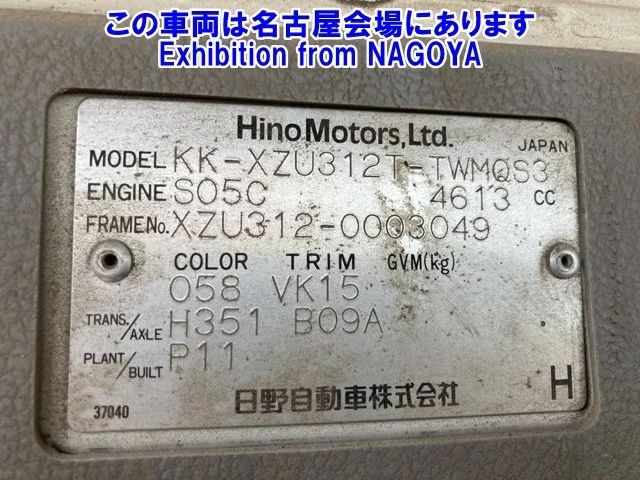 この車両は名古屋会場にあります
Exhibition from NAGOYA
Hino Motors, Ltd.
JAPAN
MODEL KK-XZU312T-TWMQS3
ENGINE S05C 4613 CC
FRAME No. XZU312-0003049
COLOR TRIM GVM(kg)
058 VK15
TRANS./AXLE H351 B09A
PLANT/BUILT P11
37040 日野自動車株式会社 H